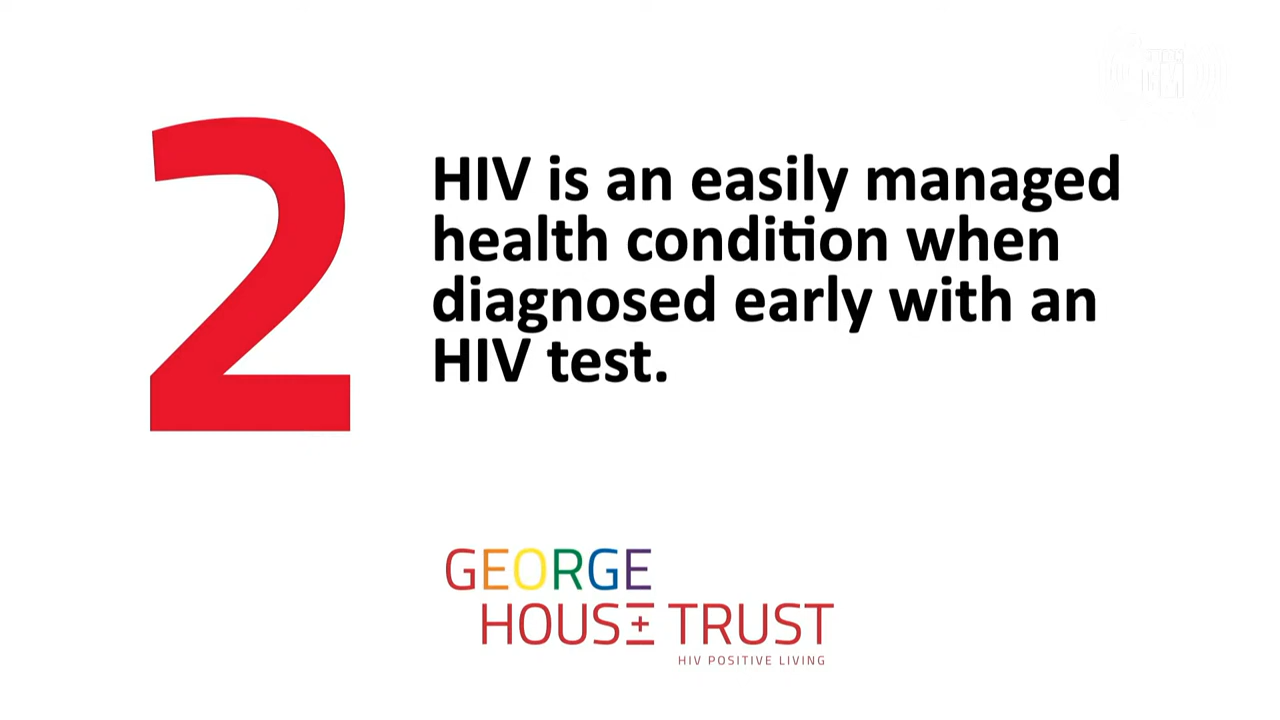 2
HIV is an easily managed
health condition when
diagnosed early with an
HIV test.
GEORGE
HOUSE TRUST
HIV POSITIVE LIVING